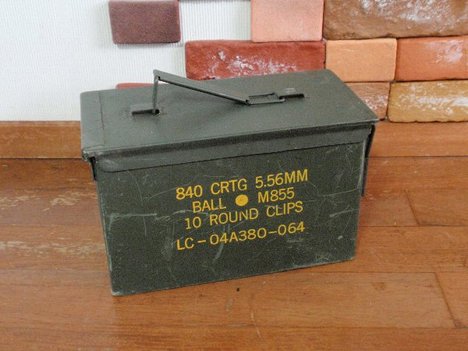 840 CRTG 5.56MM
BALL M855
10 ROUND CLIPS
LC-04A380-064